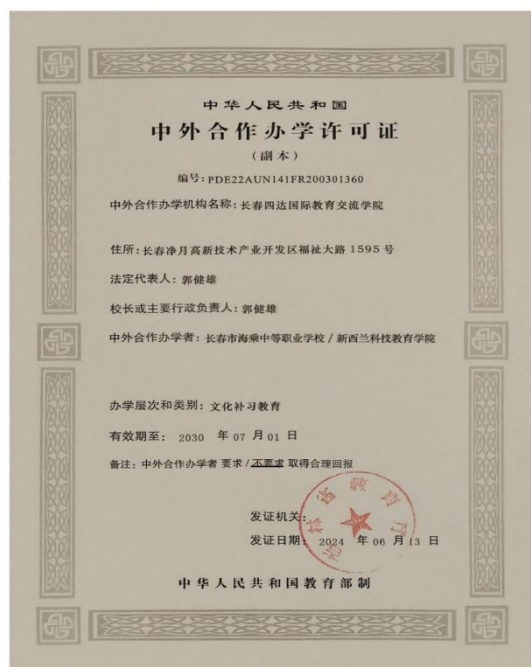 中华人民共和国
中外合作办学许可证
（副本）
编号：PDE22AUN141FR200301360
中外合作办学机构名称：长春四达国际教育交流学院
住所：长春净月高新技术产业开发区福祉大路 1595 号
法定代表人：郭健雄
校长或主要行政负责人：郭健雄
中外合作办学者：长春市海乘中等职业学校 / 新西兰科技教育学院
办学层次和类别：文化补习教育
有效期至：2030 年 07 月 01 日
备注：中外合作办学者 要求 / 不要求 取得合理回报
吉林省教育厅
发证机关：
发证日期：2024 年 06 月 13 日
中华人民共和国教育部制